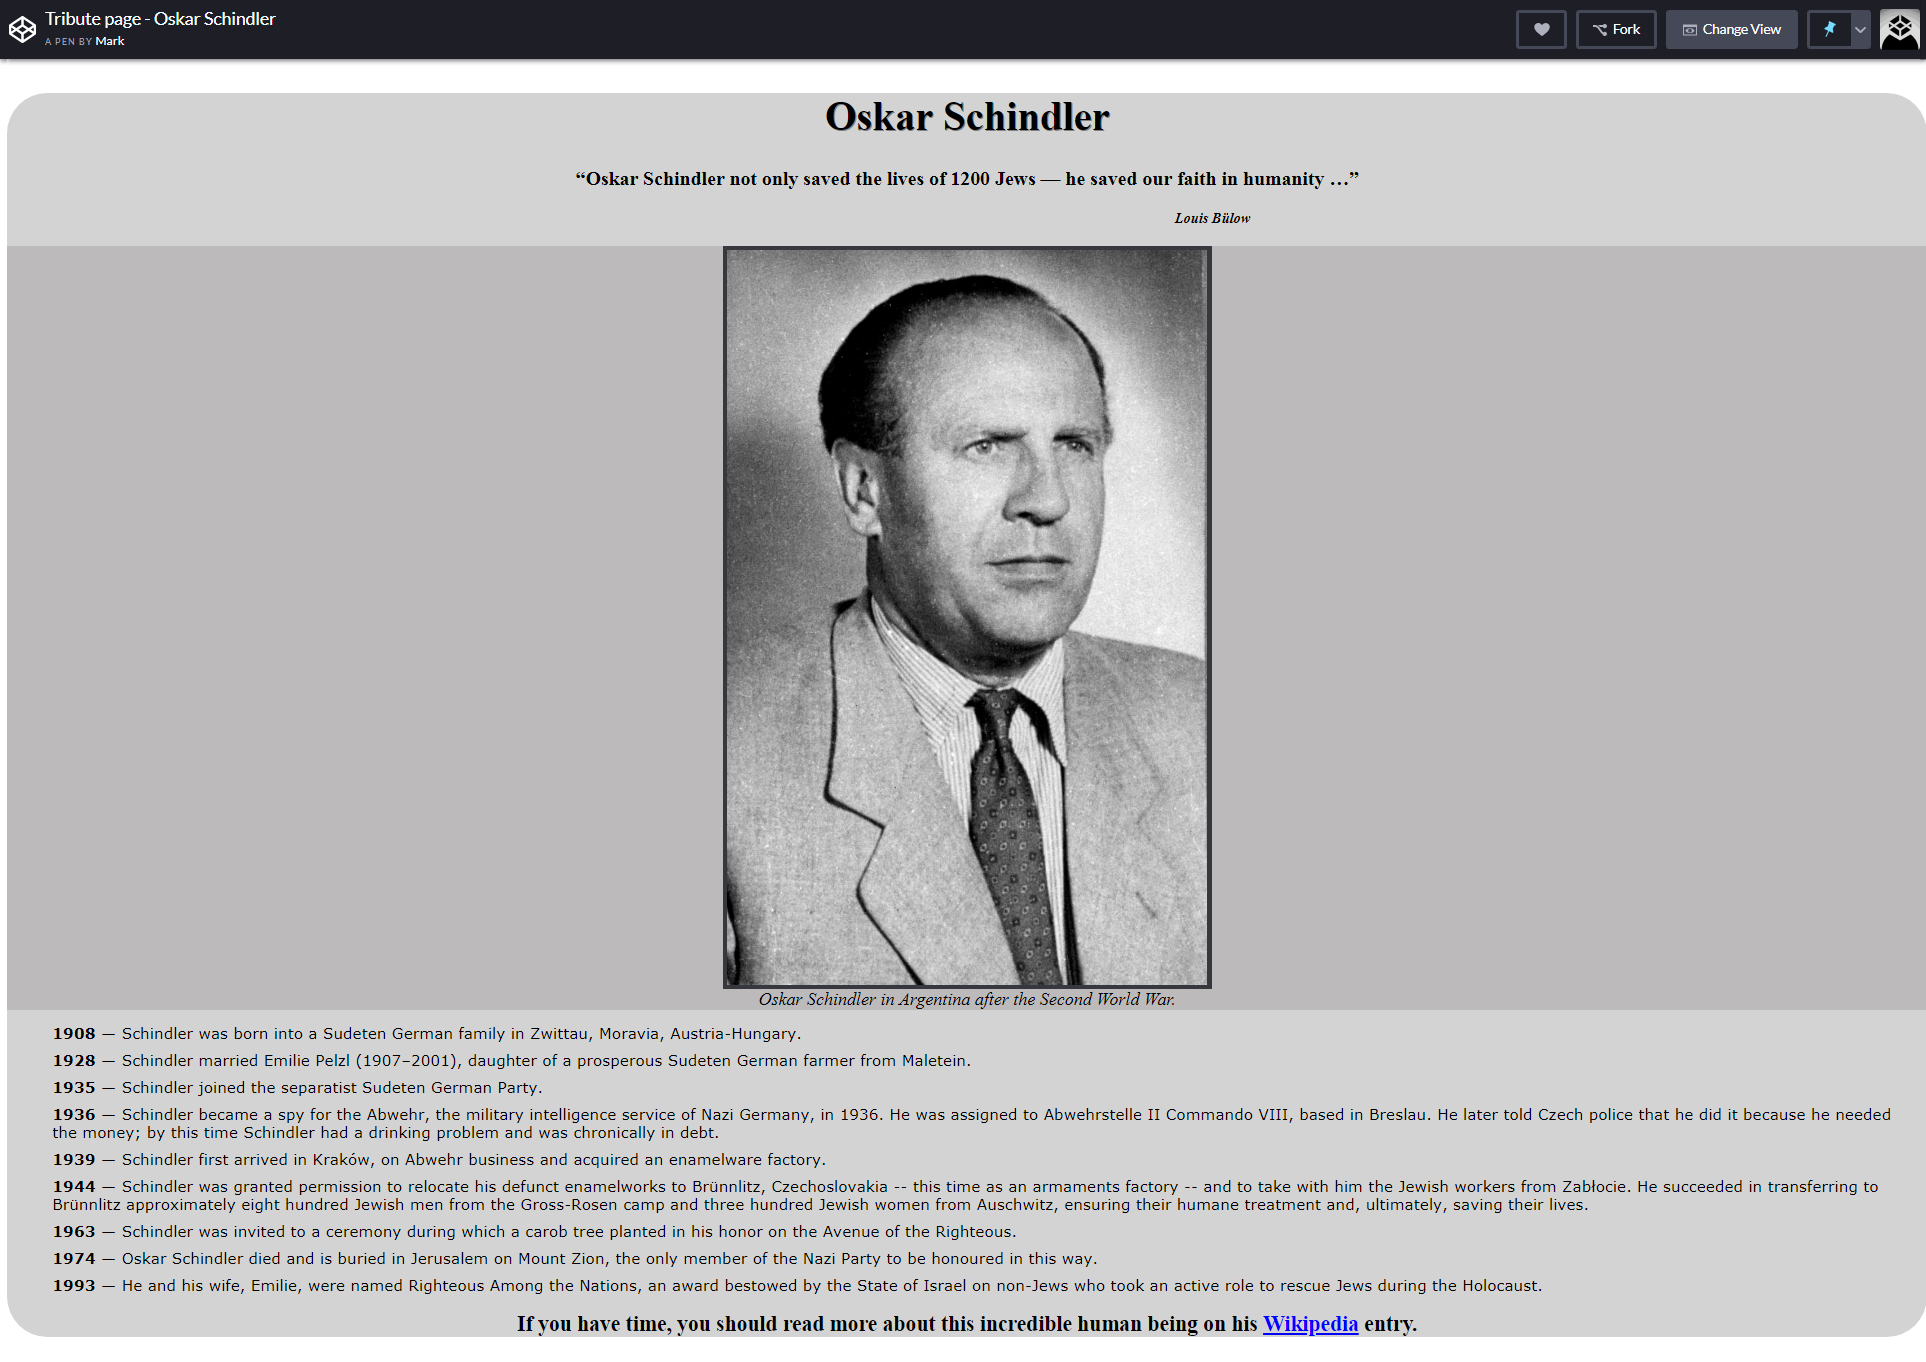 Tribute page - Oskar Schindler
A PEN BY Mark
Fork
Change View
Oskar Schindler
“Oskar Schindler not only saved the lives of 1200 Jews — he saved our faith in humanity …”
Louis Bülow
Oskar Schindler in Argentina after the Second World War.
1908 — Schindler was born into a Sudeten German family in Zwittau, Moravia, Austria-Hungary.
1928 — Schindler married Emilie Pelzl (1907–2001), daughter of a prosperous Sudeten German farmer from Maletein.
1935 — Schindler joined the separatist Sudeten German Party.
1936 — Schindler became a spy for the Abwehr, the military intelligence service of Nazi Germany, in 1936. He was assigned to Abwehrstelle II Commando VIII, based in Breslau. He later told Czech police that he did it because he needed
the money; by this time Schindler had a drinking problem and was chronically in debt.
1939 — Schindler first arrived in Kraków, on Abwehr business and acquired an enamelware factory.
1944 — Schindler was granted permission to relocate his defunct enamelworks to Brünnlitz, Czechoslovakia -- this time as an armaments factory -- and to take with him the Jewish workers from Zabłocie. He succeeded in transferring to
Brünnlitz approximately eight hundred Jewish men from the Gross-Rosen camp and three hundred Jewish women from Auschwitz, ensuring their humane treatment and, ultimately, saving their lives.
1963 — Schindler was invited to a ceremony during which a carob tree planted in his honor on the Avenue of the Righteous.
1974 — Oskar Schindler died and is buried in Jerusalem on Mount Zion, the only member of the Nazi Party to be honoured in this way.
1993 — He and his wife, Emilie, were named Righteous Among the Nations, an award bestowed by the State of Israel on non-Jews who took an active role to rescue Jews during the Holocaust.
If you have time, you should read more about this incredible human being on his Wikipedia entry.